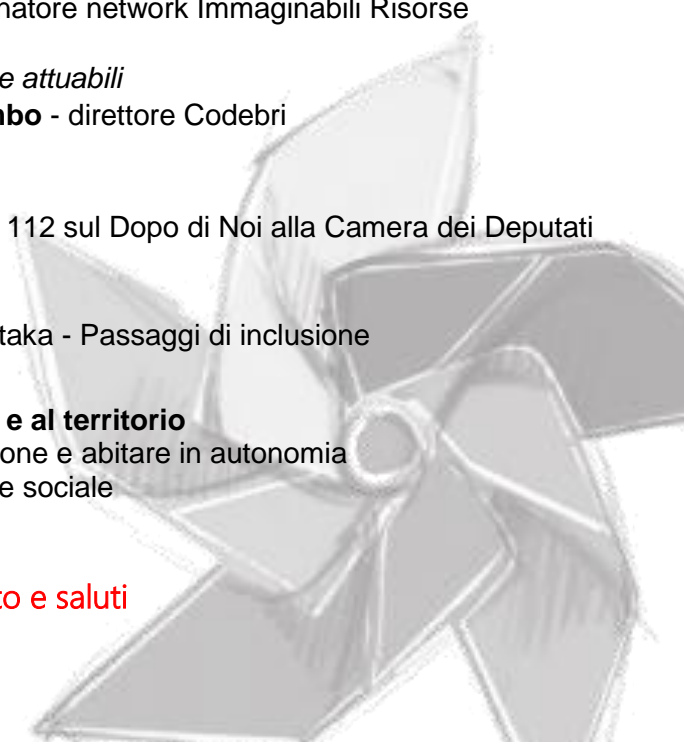 natore network Immaginabili Risorse
e attuabili
nbo - direttore Codebri
112 sul Dopo di Noi alla Camera dei Deputati
taka - Passaggi di inclusione
e al territorio
one e abitare in autonomia
e sociale
to e saluti